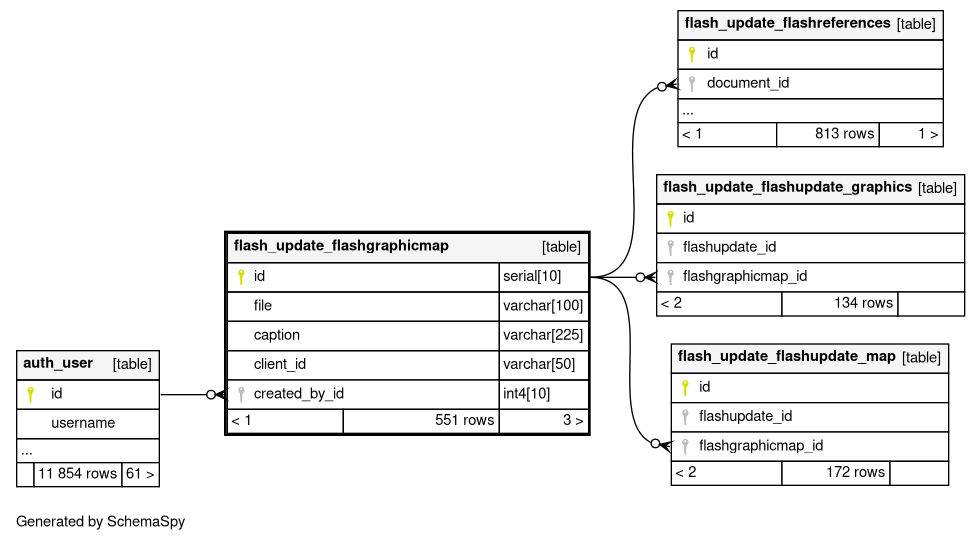 flash_update_flashreferences [table]
id
document_id
...
< 1 813 rows 1 >
flash_update_flashupdate_graphics [table]
id
flashupdate_id
flashgraphicmap_id
< 2 134 rows
flash_update_flashgraphicmap [table]
id serial[10]
file varchar[100]
caption varchar[225]
client_id varchar[50]
created_by_id int4[10]
< 1 551 rows 3 >
flash_update_flashupdate_map [table]
id
flashupdate_id
flashgraphicmap_id
< 2 172 rows
auth_user [table]
id
username
...
11 854 rows 61 >
Generated by SchemaSpy